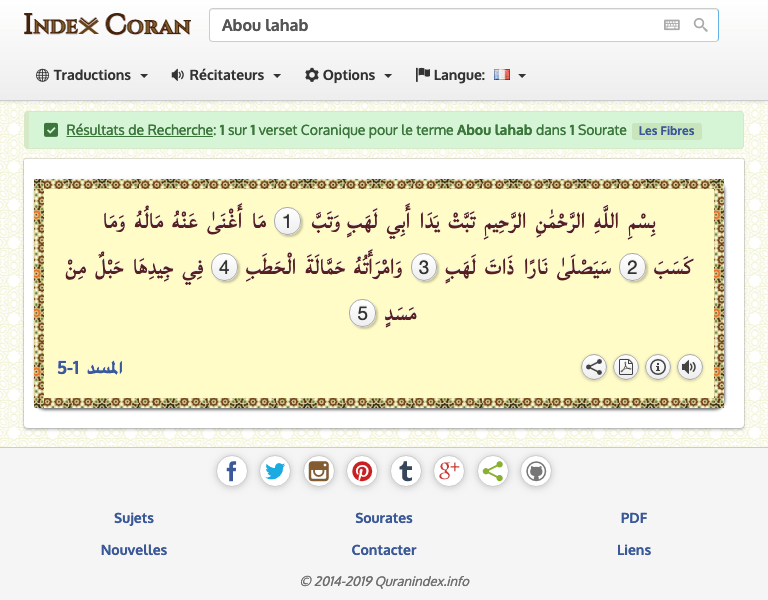 Index Coran
Abou lahab
Traductions Récitateurs Options Langue:
Résultats de Recherche: 1 sur 1 verset Coranique pour le terme Abou lahab dans 1 Sourate Les Fibres
بِسْمِ اللَّهِ الرَّحْمَٰنِ الرَّحِيمِ تَبَّتْ يَدَا أَبِي لَهَبٍ وَتَبَّ 1 مَا أَغْنَىٰ عَنْهُ مَالُهُ وَمَا
كَسَبَ 2 سَيَصْلَىٰ نَارًا ذَاتَ لَهَبٍ 3 وَامْرَأَتُهُ حَمَّالَةَ الْحَطَبِ 4 فِي جِيدِهَا حَبْلٌ مِنْ
مَسَدٍ 5
المسد 1-5
Sujets Sourates PDF
Nouvelles Contacter Liens
© 2014-2019 Quranindex.info